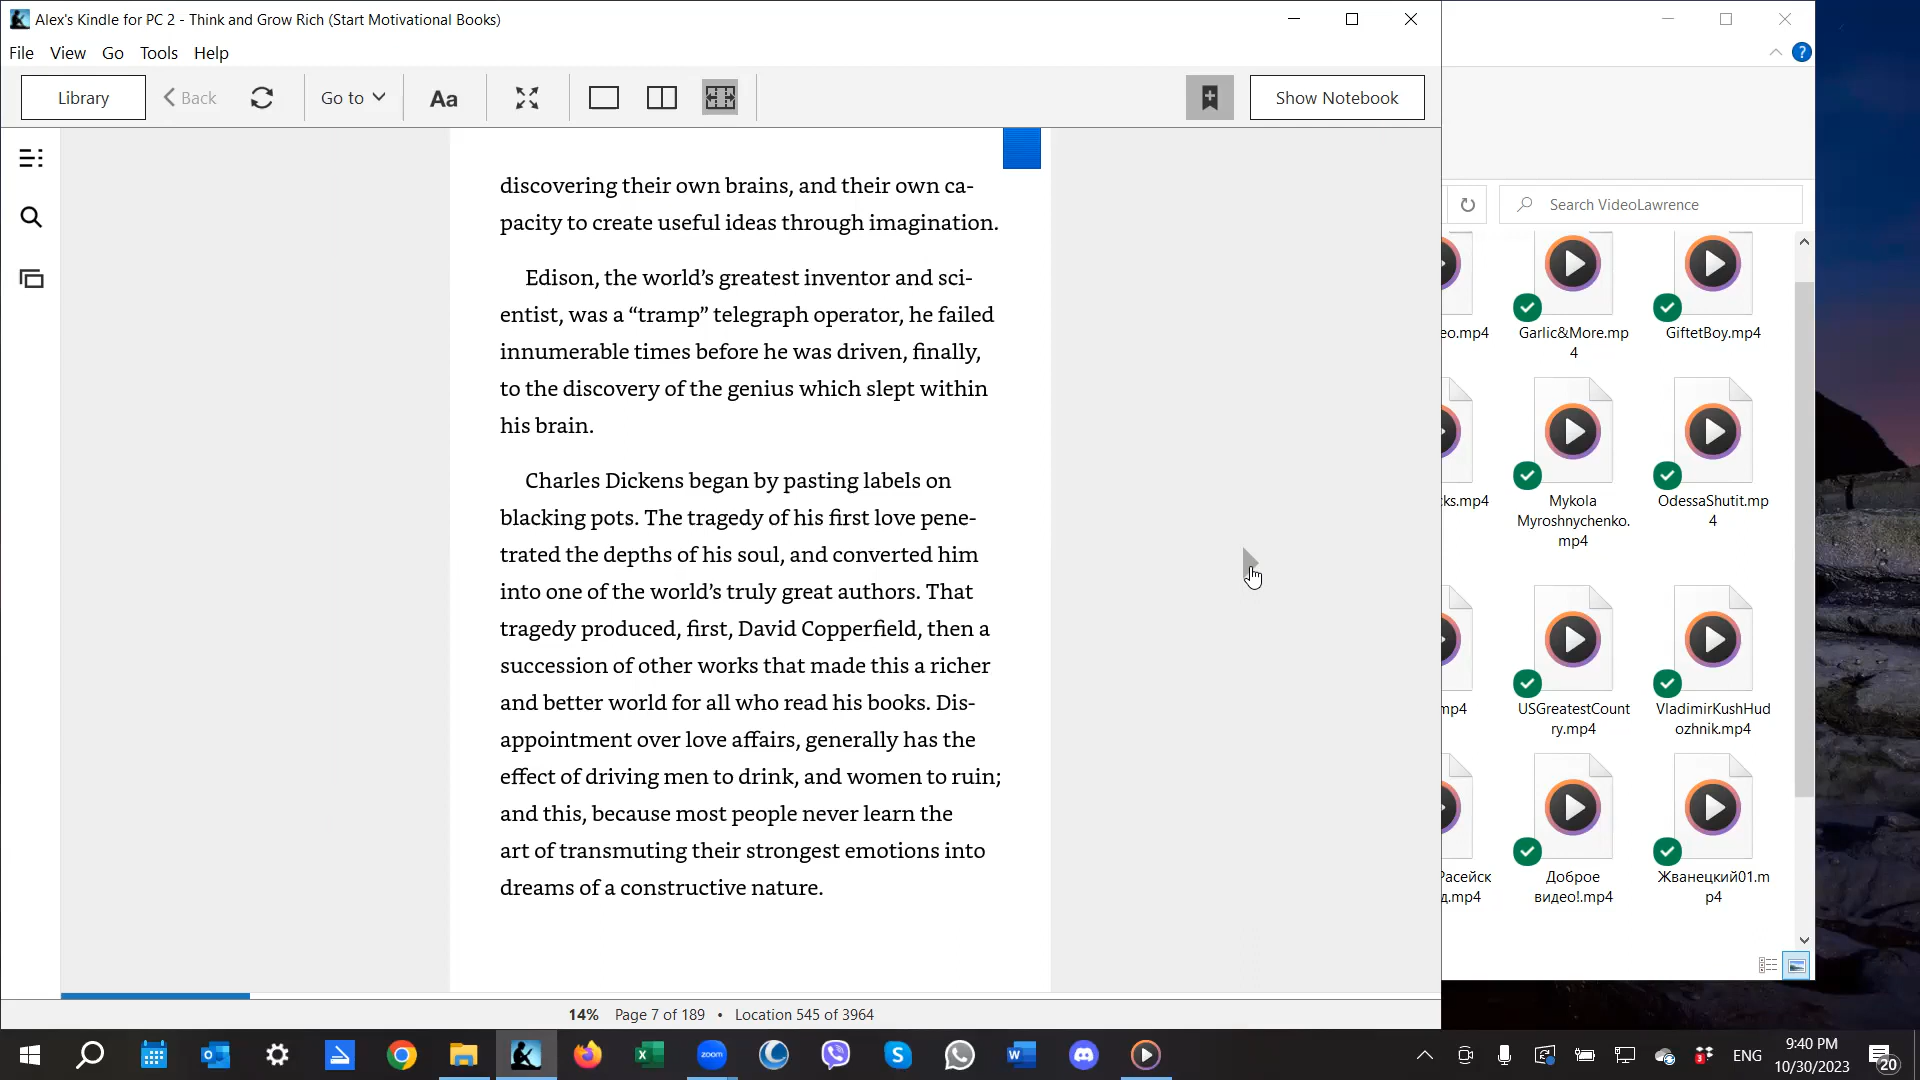 Alex's Kindle for PC 2 - Think and Grow Rich (Start Motivational Books)
File View Go Tools Help
Library
Back
Go to
Aa
Show Notebook
discovering their own brains, and their own ca-
pacity to create useful ideas through imagination.
Edison, the world’s greatest inventor and sci-
entist, was a “tramp” telegraph operator, he failed
innumerable times before he was driven, finally,
to the discovery of the genius which slept within
his brain.
Charles Dickens began by pasting labels on
blacking pots. The tragedy of his first love pene-
trated the depths of his soul, and converted him
into one of the world’s truly great authors. That
tragedy produced, first, David Copperfield, then a
succession of other works that made this a richer
and better world for all who read his books. Dis-
appointment over love affairs, generally has the
effect of driving men to drink, and women to ruin;
and this, because most people never learn the
art of transmuting their strongest emotions into
dreams of a constructive nature.
14% Page 7 of 189 • Location 545 of 3964
?
Search VideoLawrence
eo.mp4
Garlic&More.mp
4
GiftetBoy.mp4
ks.mp4
Mykola
Myroshnychenko.
mp4
OdessaShutit.mp
4
mp4
USGreatestCount
ry.mp4
VladimirKushHud
ozhnik.mp4
Расейск
д.mp4
Доброе
видео!.mp4
Жванецкий01.m
p4
zoom
3
ENG
9:40 PM
10/30/2023
20